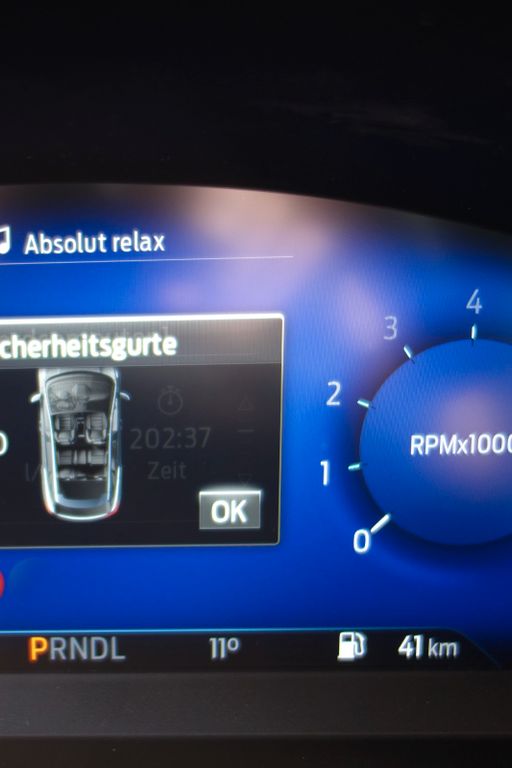 Absolut relax
4
3
cherheitsgurte
2
202:37
RPMx1000
Zeit
1
OK
0
PRNDL 11° 41 km